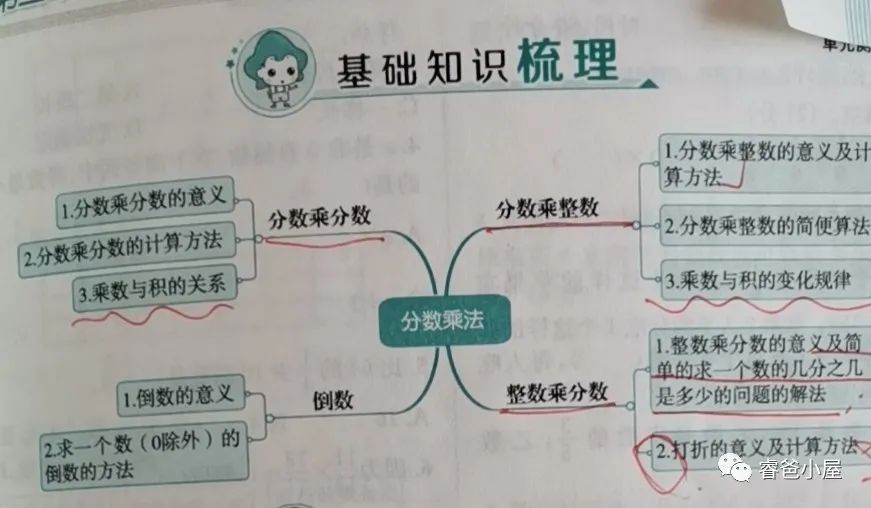 单元测
基础知识梳理
分数乘分数
1.分数乘分数的意义
2.分数乘分数的计算方法
3.乘数与积的关系
分数乘整数
1.分数乘整数的意义及计
算方法
2.分数乘整数的简便算法
3.乘数与积的变化规律
分数乘法
倒数
1.倒数的意义
2.求一个数（0除外）的
倒数的方法
整数乘分数
1.整数乘分数的意义及简
单的求一个数的几分之几
是多少的问题的解法
2.打折的意义及计算方法
睿爸小屋